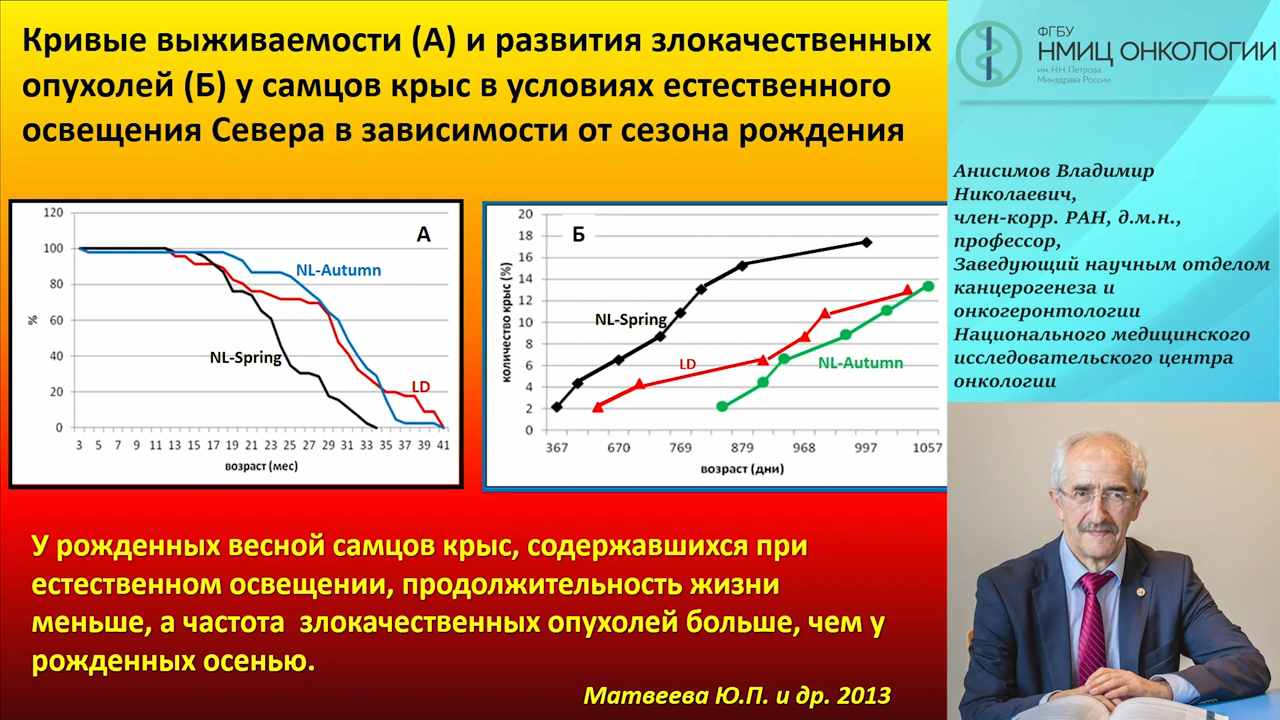 Кривые выживаемости (А) и развития злокачественных
опухолей (Б) у самцов крыс в условиях естественного
освещения Севера в зависимости от сезона рождения
120
100
80
60
40
20
0
%
А
NL-Autumn
NL-Spring
LD
3 5 7 9 11 13 15 17 19 21 23 25 27 29 31 33 35 37 39 41
возраст (мес)
20
18
16
14
12
10
8
6
4
2
0
количество крыс (%)
Б
NL-Spring
LD
NL-Autumn
367 670 769 879 968 997 1057
возраст (дни)
У рожденных весной самцов крыс, содержавшихся при
естественном освещении, продолжительность жизни
меньше, а частота злокачественных опухолей больше, чем у
рожденных осенью.
Матвеева Ю.П. и др. 2013
ФГБУ
НМИЦ ОНКОЛОГИИ
им. Н.Н. Петрова
Минздрава России
Анисимов Владимир
Николаевич,
член-корр. РАН, д.м.н.,
профессор,
Заведующий научным отделом
канцерогенеза и
онкогеронтологии
Национального медицинского
исследовательского центра
онкологии